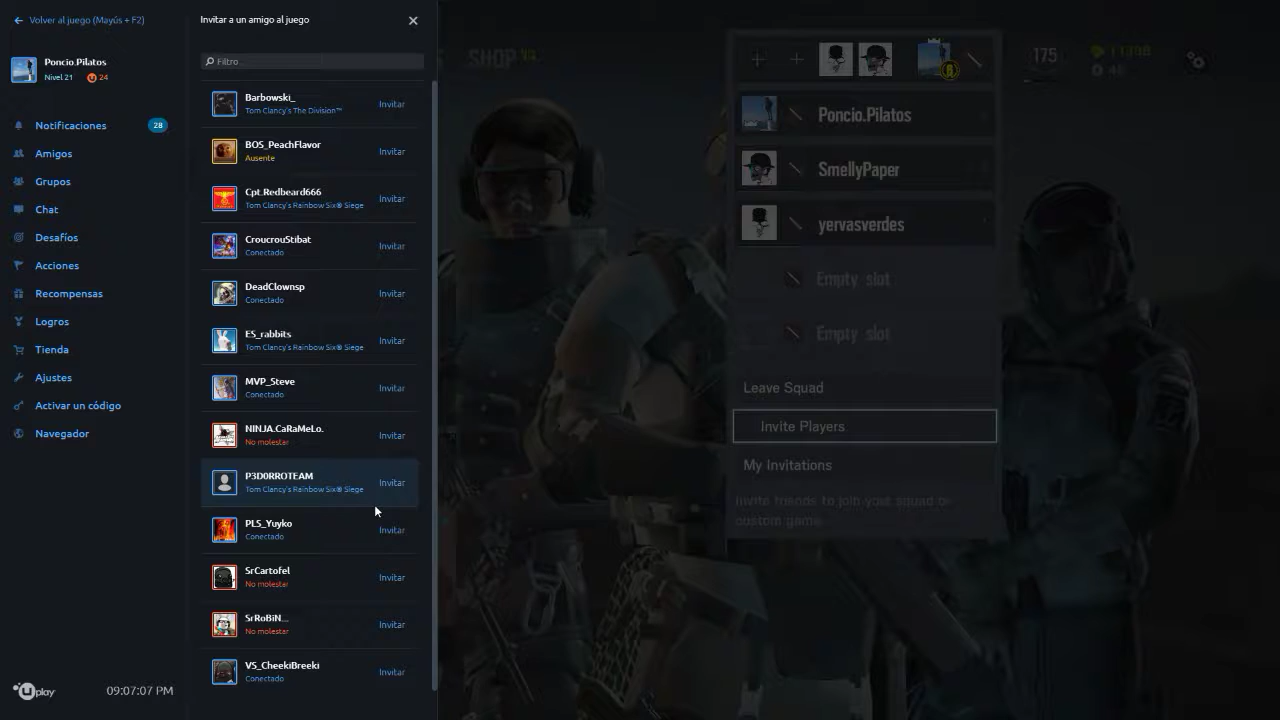 Volver al juego (Mayús + F2)
Poncio.Pilatos
Nivel 21 24
Notificaciones 28
Amigos
Grupos
Chat
Desafíos
Acciones
Recompensas
Logros
Tienda
Ajustes
Activar un código
Navegador
Uplay
09:07:07 PM
Invitar a un amigo al juego
Filtro...
Barbowski_ Invitar
Tom Clancy's The Division™
BOS_PeachFlavor Invitar
Ausente
Cpt.Redbeard666 Invitar
Tom Clancy's Rainbow Six® Siege
CroucrouStibat Invitar
Conectado
DeadClownsp Invitar
Conectado
ES_rabbits Invitar
Tom Clancy's Rainbow Six® Siege
MVP_Steve Invitar
Conectado
NINJA.CaRaMeLo. Invitar
No molestar
P3D0RROTEAM Invitar
Tom Clancy's Rainbow Six® Siege
PLS_Yuyko Invitar
Conectado
SrCartofel Invitar
No molestar
SrRoBiN_ Invitar
No molestar
VS_CheekiBreeki Invitar
Conectado
SHOP
175
Poncio.Pilatos
SmellyPaper
yervasverdes
Empty slot
Empty slot
Leave Squad
Invite Players
My Invitations
Invite friends to join your squad or
custom game.